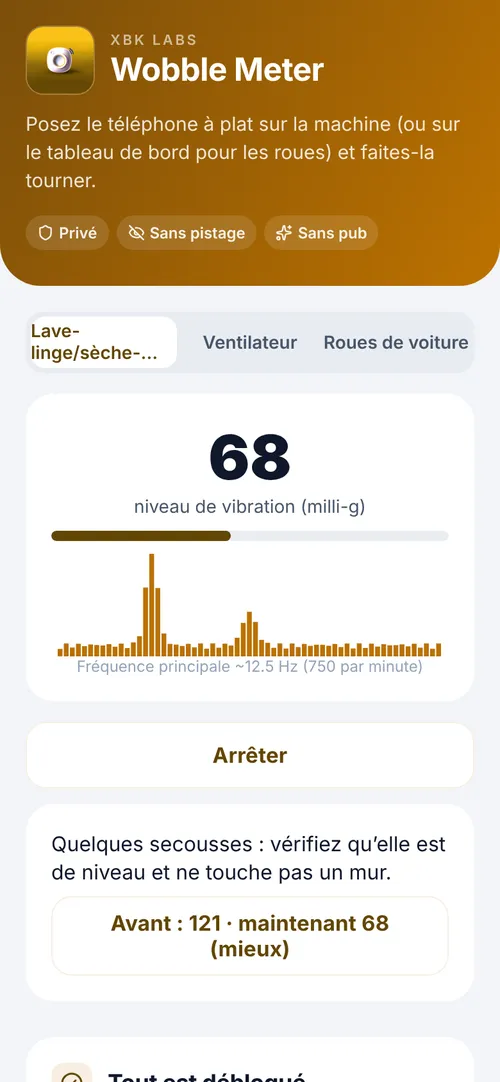 XBK LABS
Wobble Meter
Posez le téléphone à plat sur la machine (ou sur
le tableau de bord pour les roues) et faites-la
tourner.
Privé
Sans pistage
Sans pub
Lave-
linge/sèche-...
Ventilateur
Roues de voiture
68
niveau de vibration (milli-g)
Fréquence principale ~12.5 Hz (750 par minute)
Arrêter
Quelques secousses : vérifiez qu’elle est
de niveau et ne touche pas un mur.
Avant : 121 · maintenant 68
(mieux)
Tout est débloqué